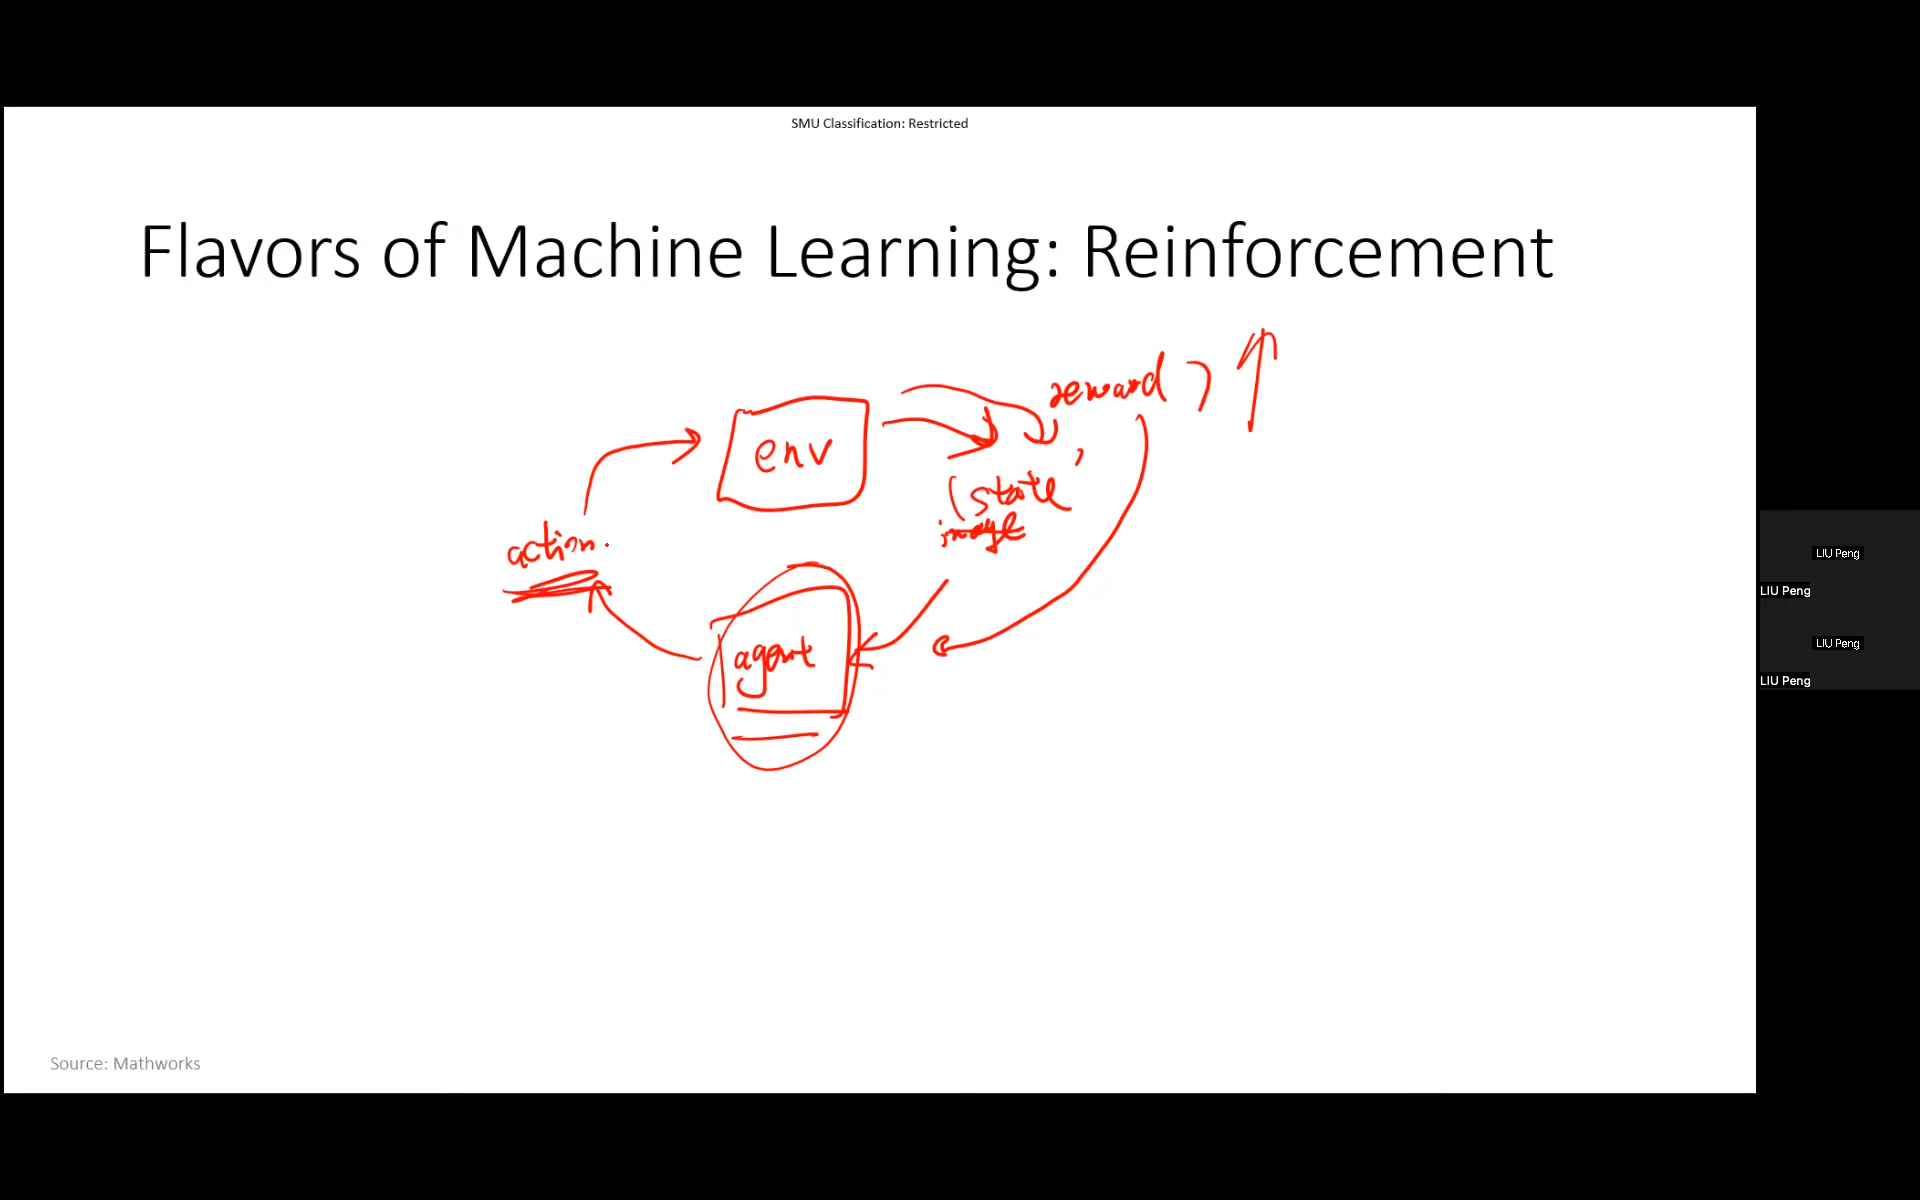 SMU Classification: Restricted
Flavors of Machine Learning: Reinforcement
reward )
env
(state ,
image
action
agent
LIU Peng
LIU Peng
LIU Peng
LIU Peng
Source: Mathworks